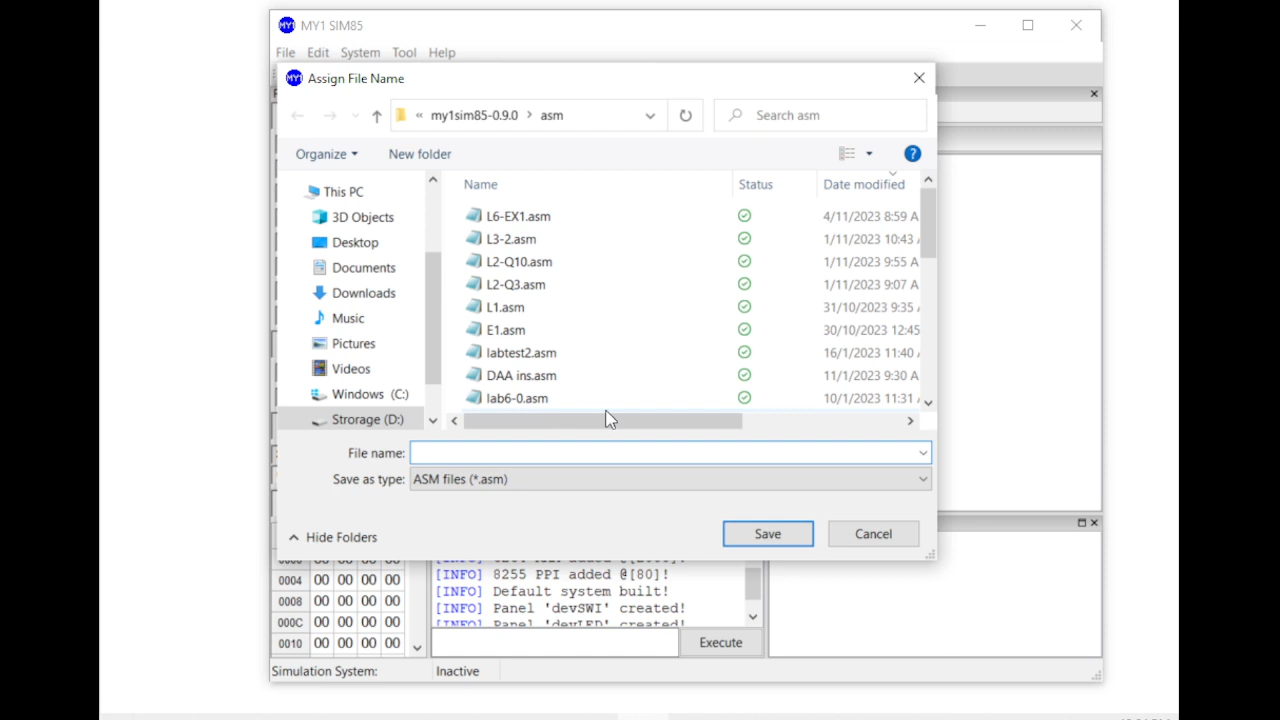 MY1 SIM85
File Edit System Tool Help
Assign File Name
« my1sim85-0.9.0 › asm
Search asm
Organize
New folder
Name Status Date modified
This PC
3D Objects
Desktop
Documents
Downloads
Music
Pictures
Videos
Windows (C:)
Strorage (D:)
L6-EX1.asm 4/11/2023 8:59 A
L3-2.asm 1/11/2023 10:43
L2-Q10.asm 1/11/2023 9:55 A
L2-Q3.asm 1/11/2023 9:07 A
L1.asm 31/10/2023 9:35
E1.asm 30/10/2023 12:45
labtest2.asm 16/1/2023 11:40
DAA ins.asm 11/1/2023 9:30 A
lab6-0.asm 10/1/2023 11:31
File name:
Save as type: ASM files (*.asm)
Hide Folders
Save
Cancel
0004 00 00 00 00
0008 00 00 00 00
000C 00 00 00 00
0010 00 00 00 00
[INFO] 8255 PPI added @[80]!
[INFO] Default system built!
[INFO] Panel 'devSWI' created!
[INFO] Panel 'devLED' created!
Execute
Simulation System: Inactive